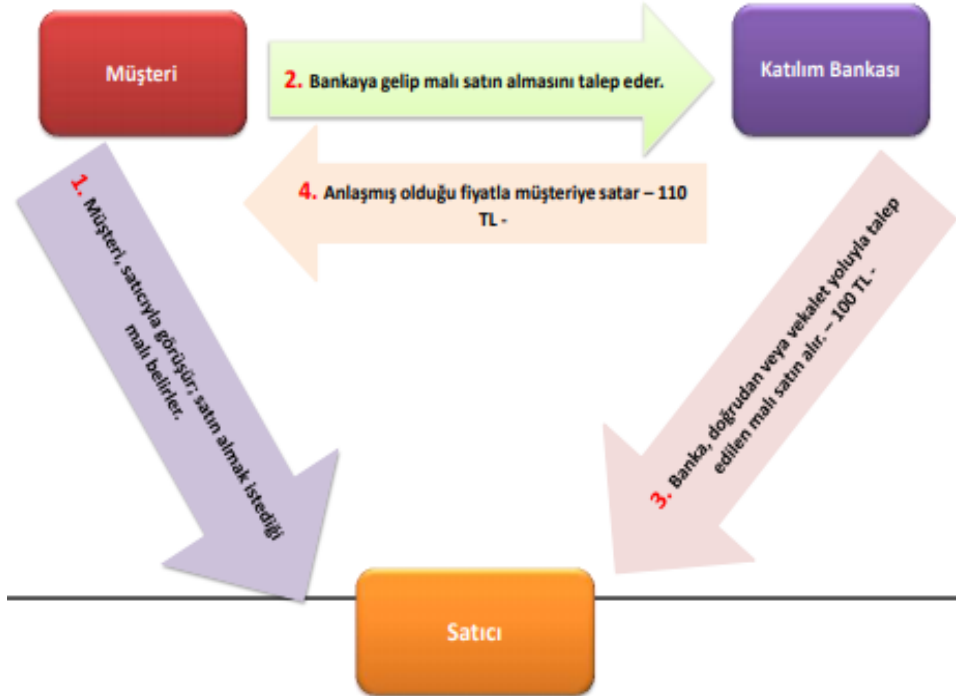 Müşteri
Katılım Bankası
2. Bankaya gelip malı satın almasını talep eder.
4. Anlaşmış olduğu fiyatla müşteriye satar – 110
TL -
1. Müşteri, satıcıyla görüşür; satın almak istediği
malı belirler.
3. Banka, doğrudan veya vekalet yoluyla talep
edilen malı satın alır. – 100 TL -
Satıcı